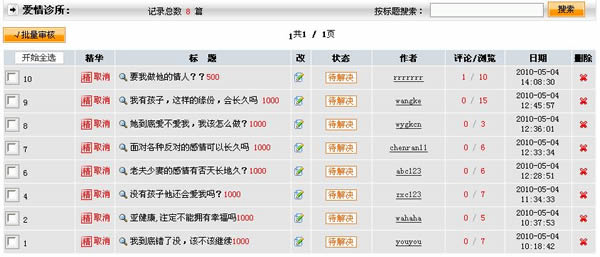 爱情诊所: 记录总数 8 篇 按标题搜索: 搜索
√批量审核 1共1 / 1页
开始全选 精华 标 题 改 状态 作者 评论/浏览 日期 删除
10 精取消 要我做他的情人？？500 待解决 rrrrrrr 1 / 10 2010-05-04
14:08:30
9 精取消 我有孩子，这样的缘份，会长久吗 1000 待解决 wangke 0 / 15 2010-05-04
12:45:57
8 精取消 她到底爱不爱我，我该怎么做？1000 待解决 wygkcn 0 / 3 2010-05-04
12:36:01
7 精取消 面对各种反对的感情可以长久吗 1000 待解决 chenran11 0 / 6 2010-05-04
12:33:34
6 精取消 老夫少妻的感情有否天长地久？1000 待解决 abc123 0 / 6 2010-05-04
12:28:51
4 精取消 没有孩子他还会爱我吗？1000 待解决 zxc123 0 / 7 2010-05-04
11:34:33
2 精取消 亚健康,注定不能拥有幸福吗1000 待解决 wahaha 0 / 5 2010-05-04
10:37:53
1 精取消 我到底错了没，该不该继续1000 待解决 youyou 0 / 7 2010-05-04
10:18:42